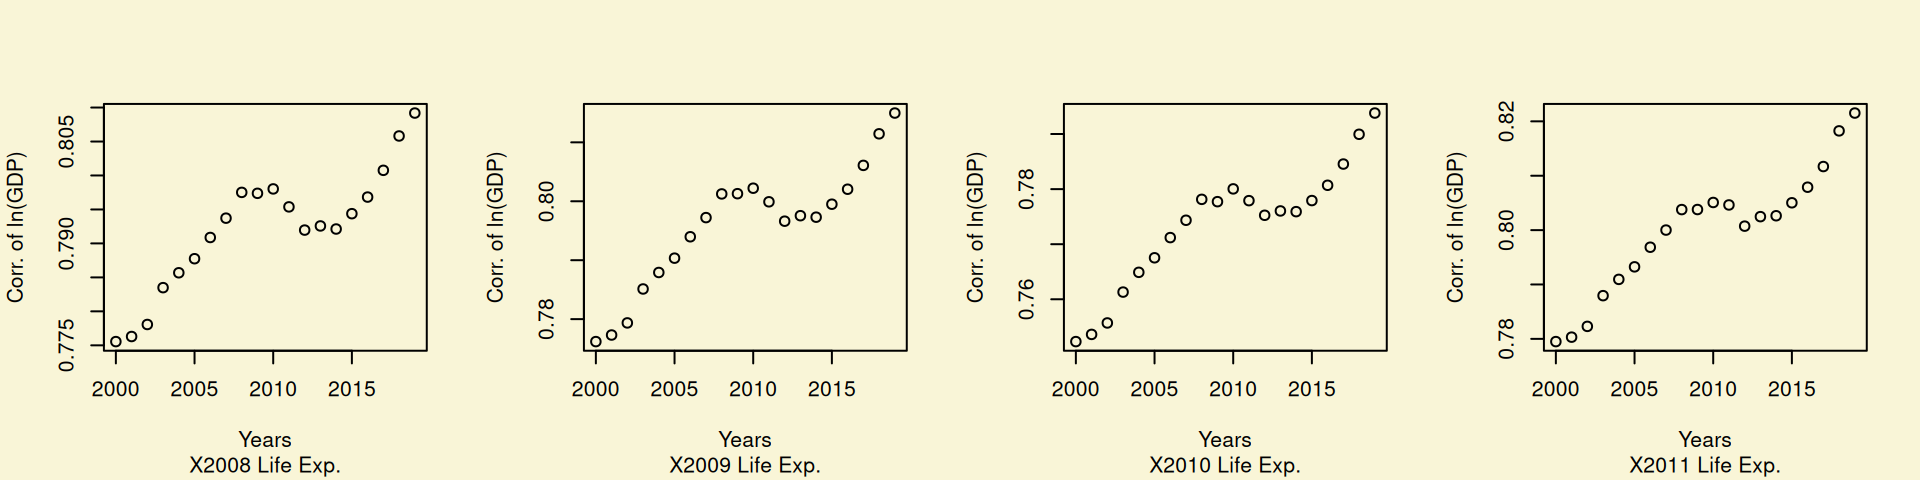 Corr. of ln(GDP)
0.805
0.790
0.775
2000 2005 2010 2015
Years
X2008 Life Exp.
Corr. of ln(GDP)
0.80
0.78
2000 2005 2010 2015
Years
X2009 Life Exp.
Corr. of ln(GDP)
0.78
0.76
2000 2005 2010 2015
Years
X2010 Life Exp.
Corr. of ln(GDP)
0.82
0.80
0.78
2000 2005 2010 2015
Years
X2011 Life Exp.